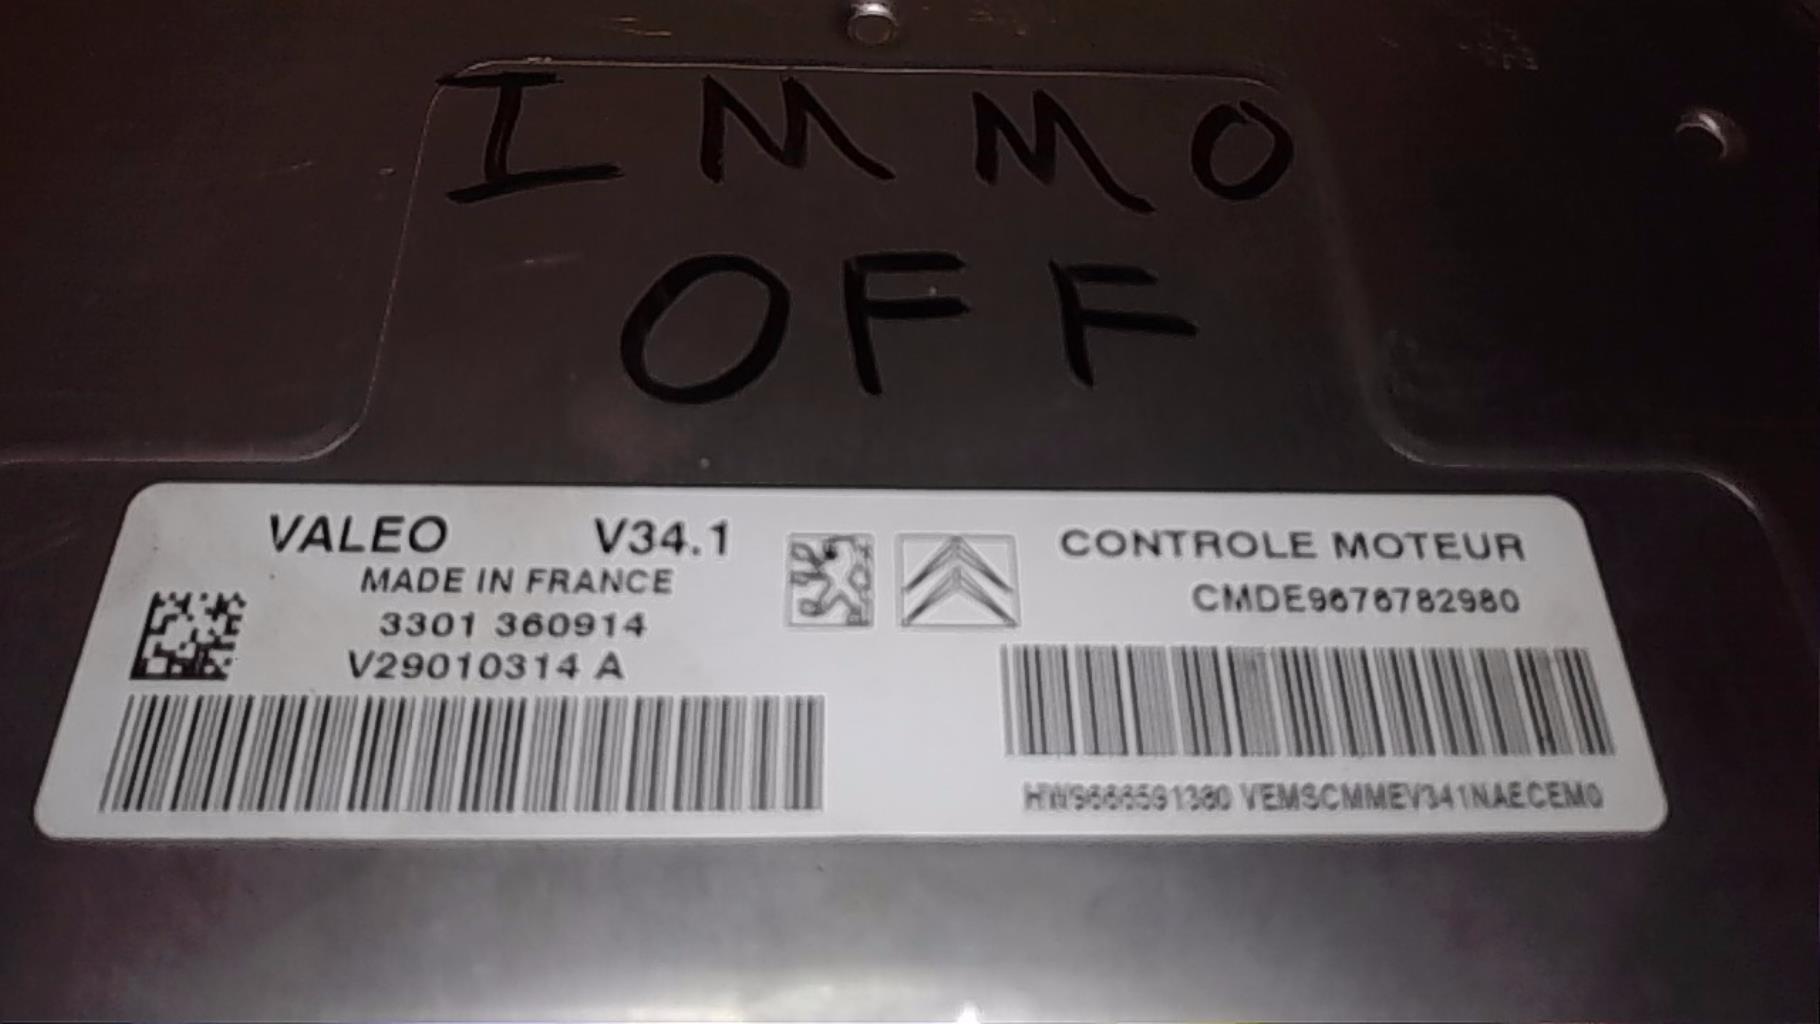 IMMO
OFF
VALEO V34.1
MADE IN FRANCE
3301 360914
V29010314 A
CONTROLE MOTEUR
CMDE9676782980
HW9666591380 VEMSCMMEV341NAECEM0